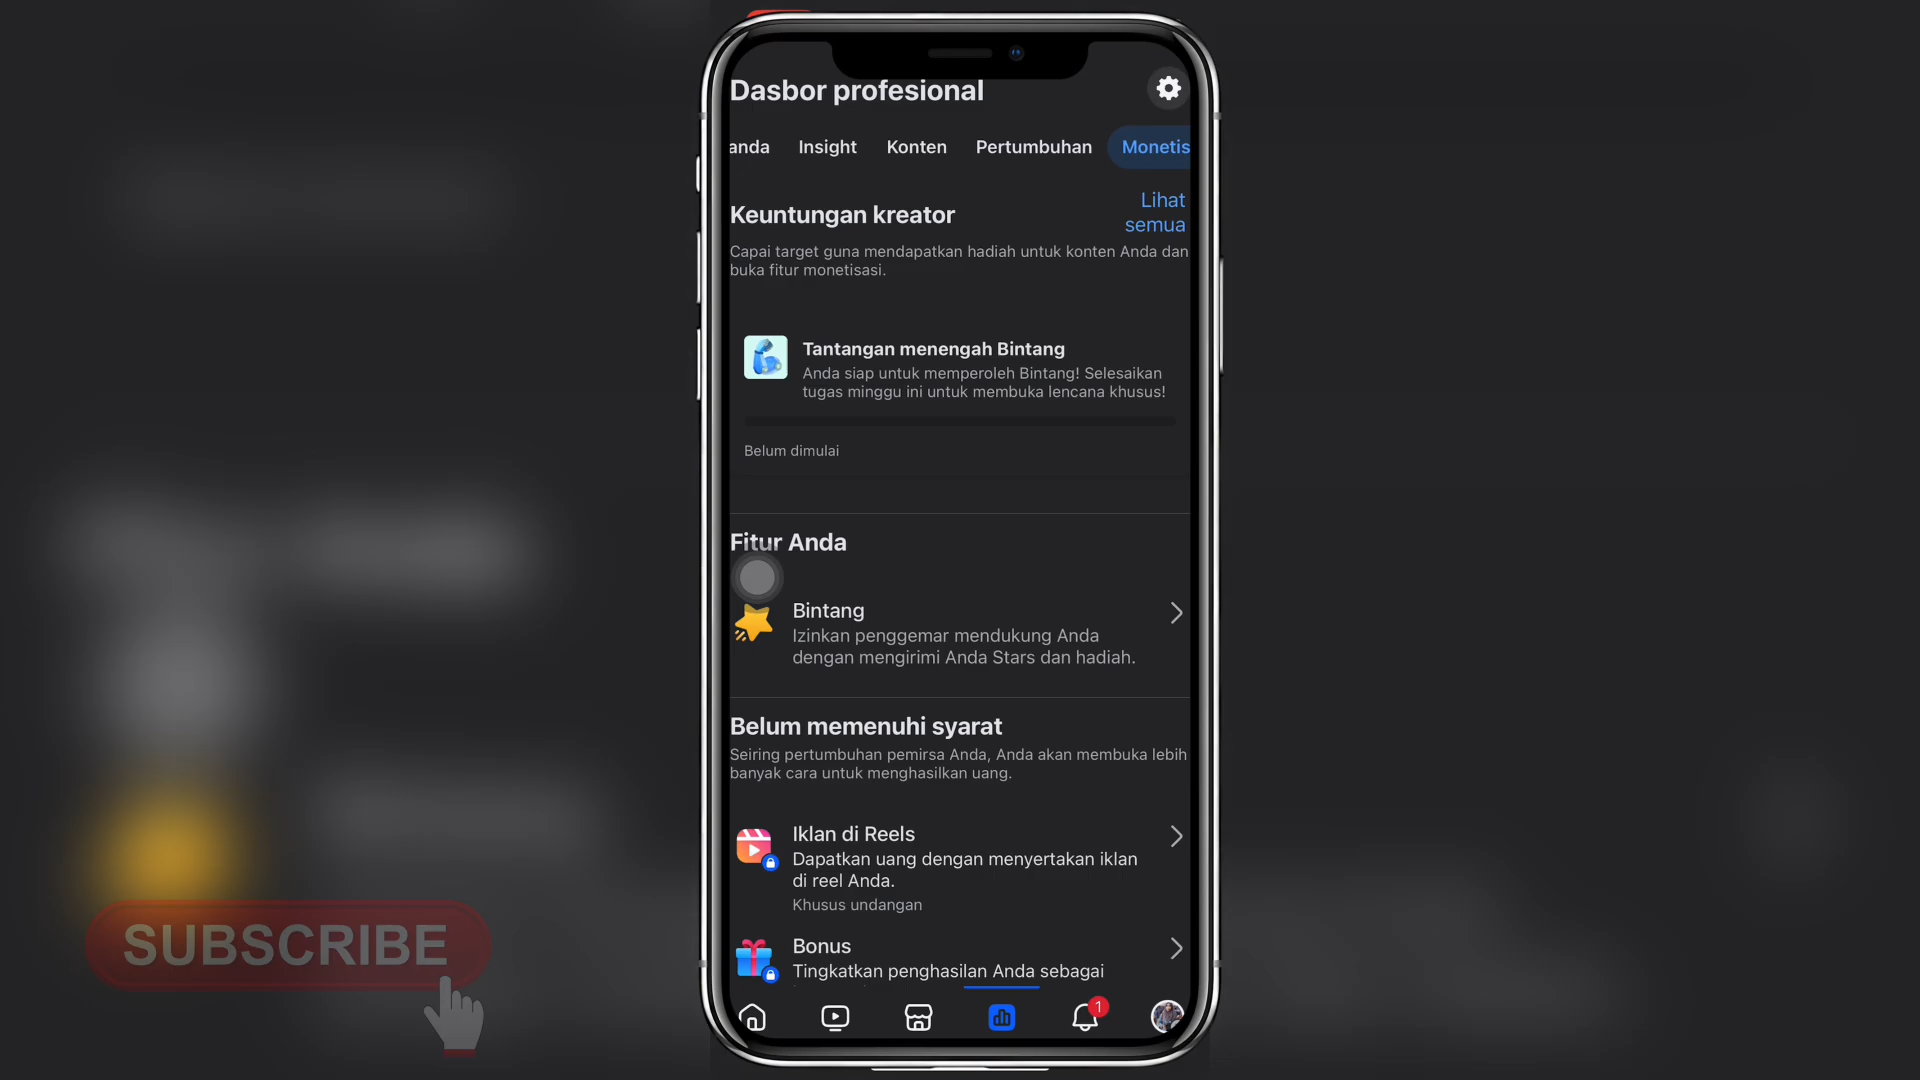 Dasbor profesional
anda Insight Konten Pertumbuhan Monetis
Keuntungan kreator
Lihat
semua
Capai target guna mendapatkan hadiah untuk konten Anda dan
buka fitur monetisasi.
Tantangan menengah Bintang
Anda siap untuk memperoleh Bintang! Selesaikan
tugas minggu ini untuk membuka lencana khusus!
Belum dimulai
Fitur Anda
Bintang
Izinkan penggemar mendukung Anda
dengan mengirimi Anda Stars dan hadiah.
Belum memenuhi syarat
Seiring pertumbuhan pemirsa Anda, Anda akan membuka lebih
banyak cara untuk menghasilkan uang.
Iklan di Reels
Dapatkan uang dengan menyertakan iklan
di reel Anda.
Khusus undangan
Bonus
Tingkatkan penghasilan Anda sebagai
1
SUBSCRIBE